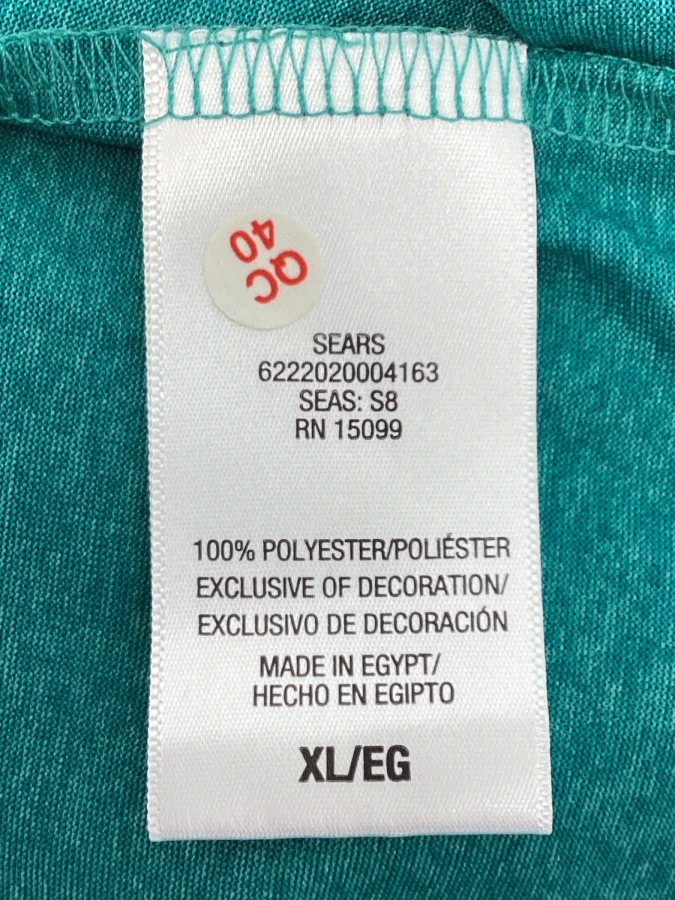 QC
40
SEARS
6222020004163
SEAS: S8
RN 15099
100% POLYESTER/POLIÉSTER
EXCLUSIVE OF DECORATION/
EXCLUSIVO DE DECORACIÓN
MADE IN EGYPT/
HECHO EN EGIPTO
XL/EG